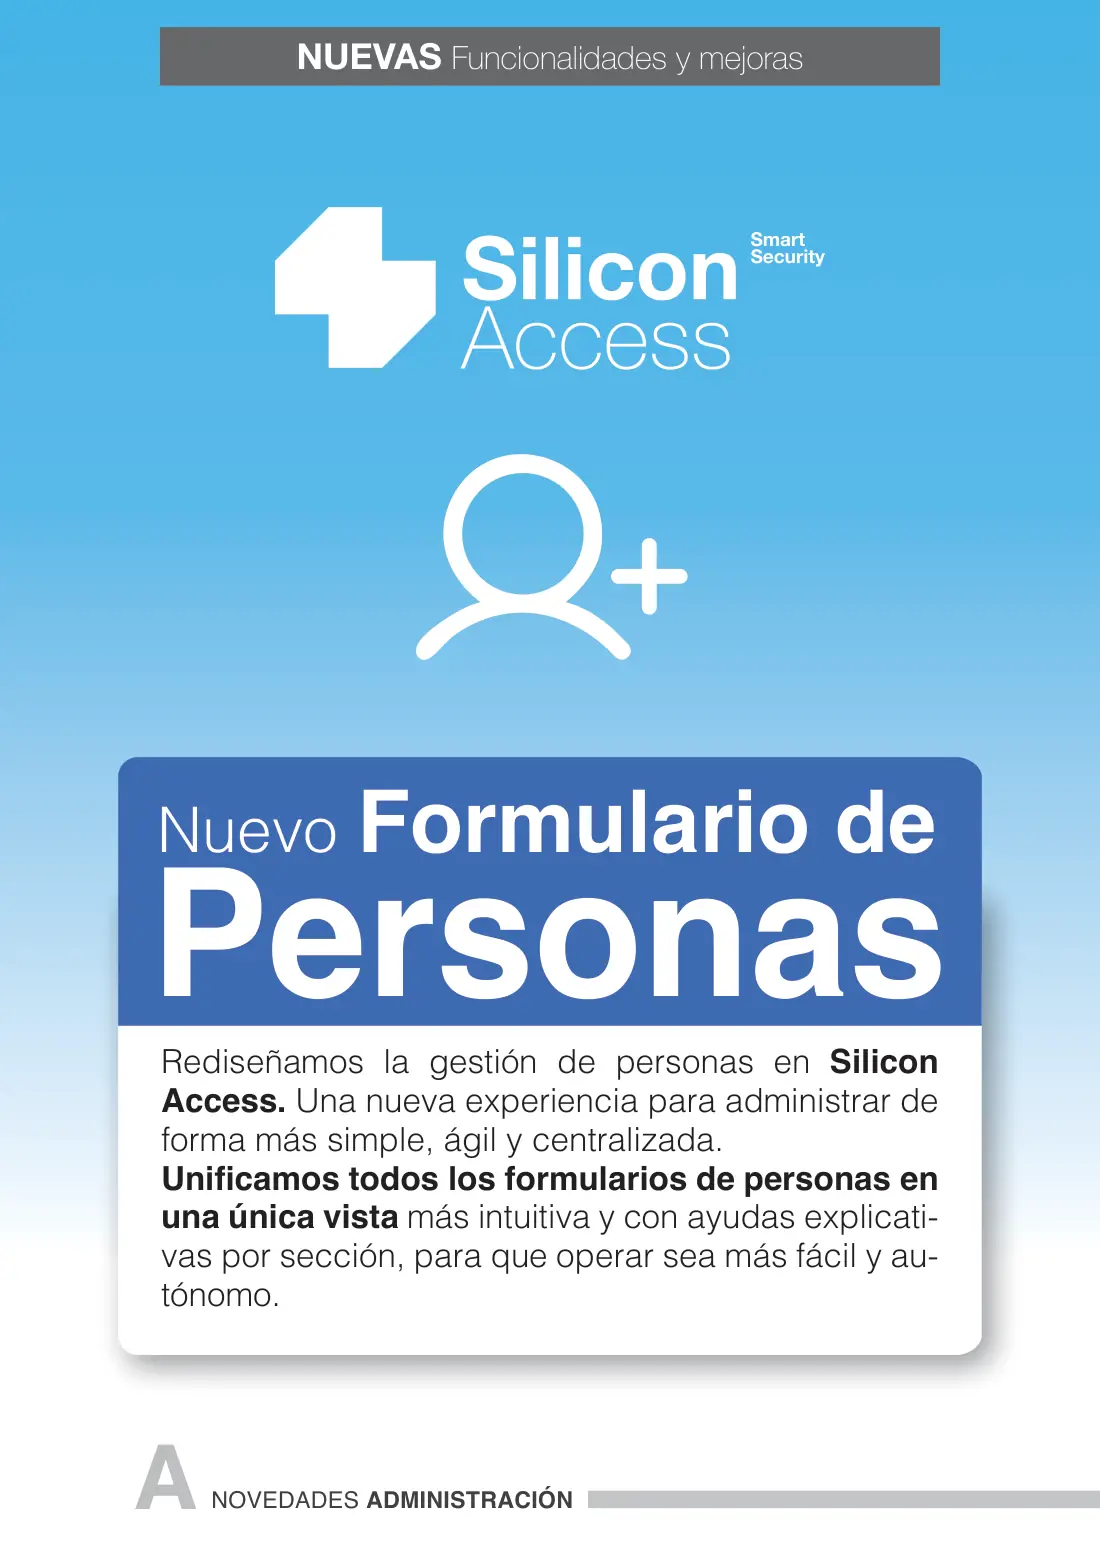 NUEVAS Funcionalidades y mejoras
Silicon
Smart
Security
Access
Nuevo Formulario de
Personas
Rediseñamos la gestión de personas en Silicon
Access. Una nueva experiencia para administrar de
forma más simple, ágil y centralizada.
Unificamos todos los formularios de personas en
una única vista más intuitiva y con ayudas explicati-
vas por sección, para que operar sea más fácil y au-
tónomo.
A NOVEDADES ADMINISTRACIÓN